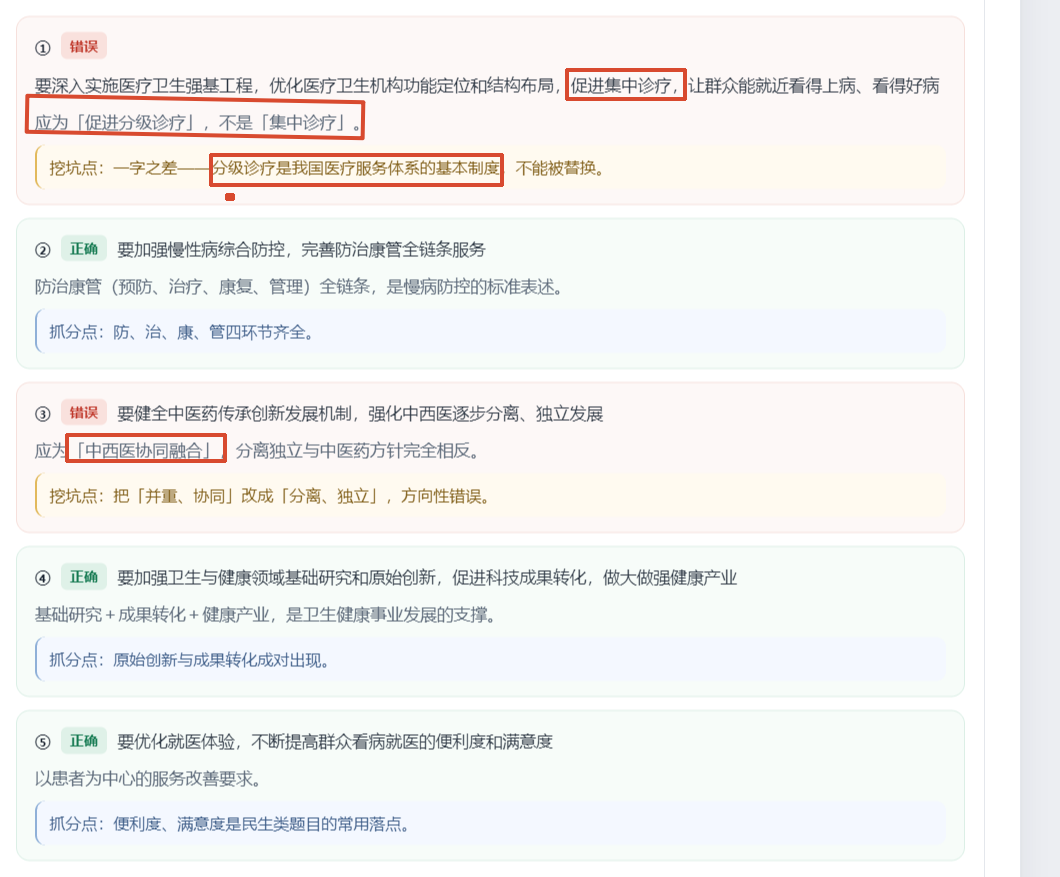 ① 错误
要深入实施医疗卫生强基工程，优化医疗卫生机构功能定位和结构布局，促进集中诊疗，让群众能就近看得上病、看得好病
应为「促进分级诊疗」，不是「集中诊疗」。
挖坑点：一字之差——分级诊疗是我国医疗服务体系的基本制度，不能被替换。
② 正确 要加强慢性病综合防控，完善防治康管全链条服务
防治康管（预防、治疗、康复、管理）全链条，是慢病防控的标准表述。
抓分点：防、治、康、管四环节齐全。
③ 错误 要健全中医药传承创新发展机制，强化中西医逐步分离、独立发展
应为「中西医协同融合」，分离独立与中医药方针完全相反。
挖坑点：把「并重、协同」改成「分离、独立」，方向性错误。
④ 正确 要加强卫生与健康领域基础研究和原始创新，促进科技成果转化，做大做强健康产业
基础研究＋成果转化＋健康产业，是卫生健康事业发展的支撑。
抓分点：原始创新与成果转化成对出现。
⑤ 正确 要优化就医体验，不断提高群众看病就医的便利度和满意度
以患者为中心的服务改善要求。
抓分点：便利度、满意度是民生类题目的常用落点。